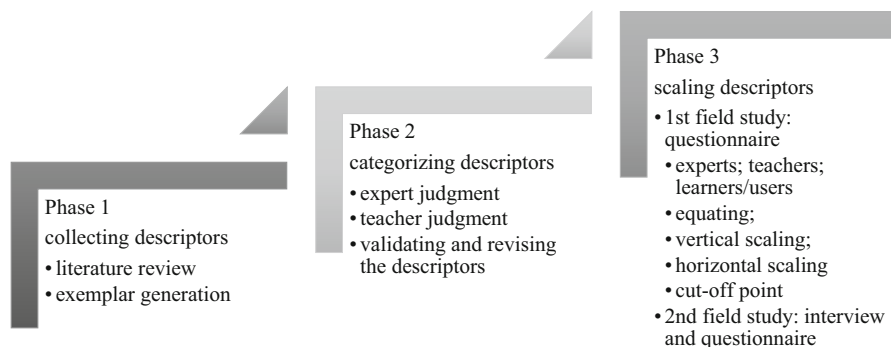 Phase 1
collecting descriptors
• literature review
• exemplar generation
Phase 2
categorizing descriptors
• expert judgment
• teacher judgment
• validating and revising
the descriptors
Phase 3
scaling descriptors
• 1st field study:
questionnaire
• experts; teachers;
learners/users
• equating;
• vertical scaling;
• horizontal scaling
• cut-off point
• 2nd field study: interview
and questionnaire